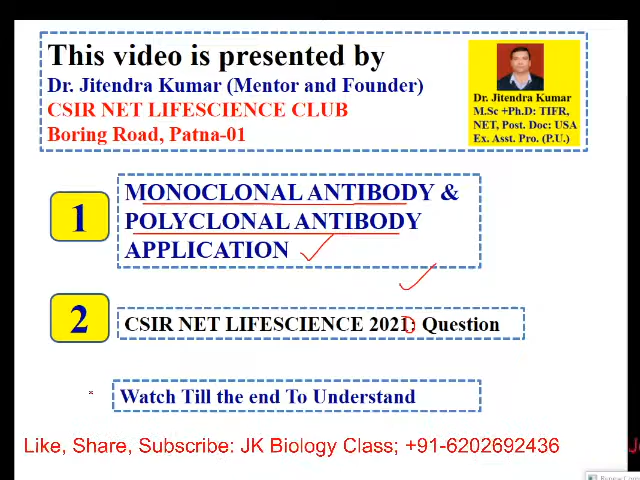 This video is presented by
Dr. Jitendra Kumar (Mentor and Founder)
CSIR NET LIFESCIENCE CLUB
Boring Road, Patna-01
Dr. Jitendra Kumar
M.Sc +Ph.D: TIFR,
NET, Post. Doc: USA
Ex. Asst. Pro. (P.U.)
1
MONOCLONAL ANTIBODY &
POLYCLONAL ANTIBODY
APPLICATION
2
CSIR NET LIFESCIENCE 2021: Question
Watch Till the end To Understand
Like, Share, Subscribe: JK Biology Class; +91-6202692436